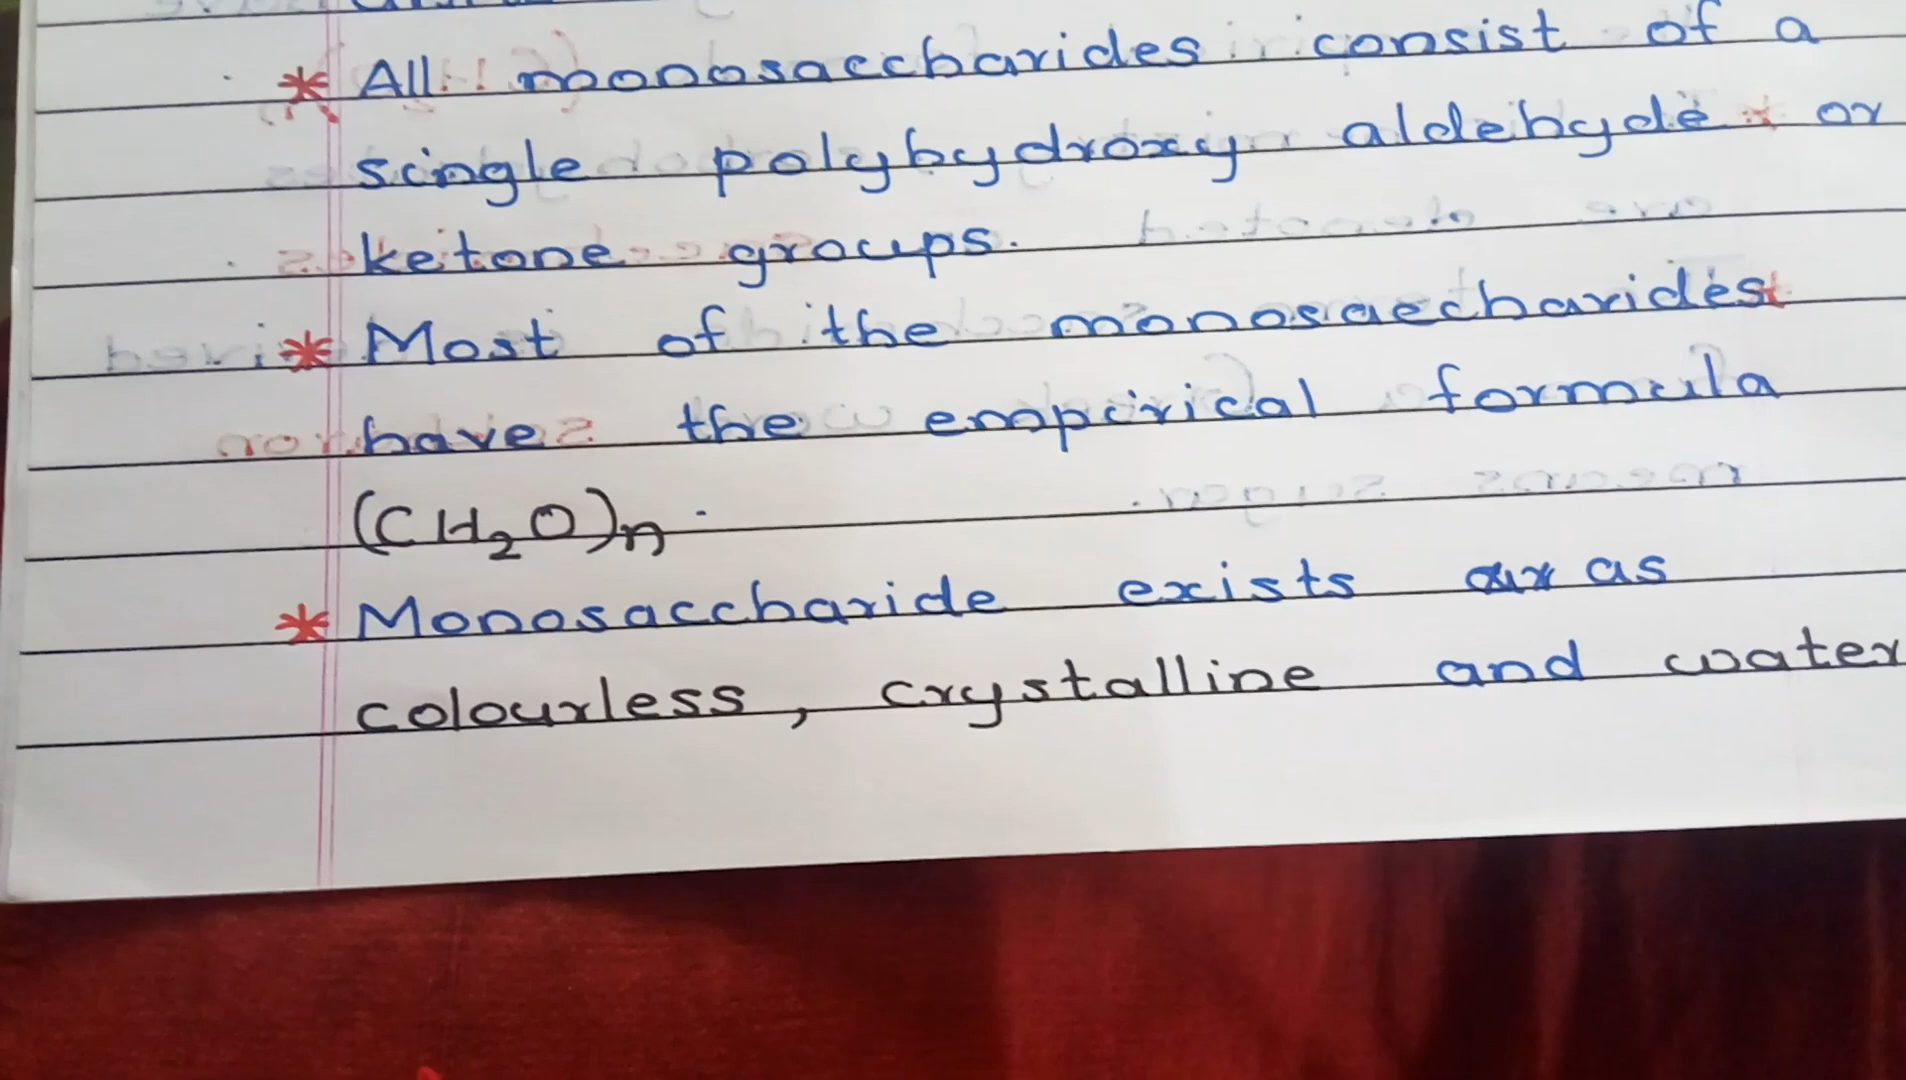 * All monosaccharides consist of a
single polyhydroxy aldehyde or
ketone groups.
* Most of the monosaccharides
have the empirical formula
(CH₂O)n.
* Monosaccharide exists as
colourless, crystalline and water